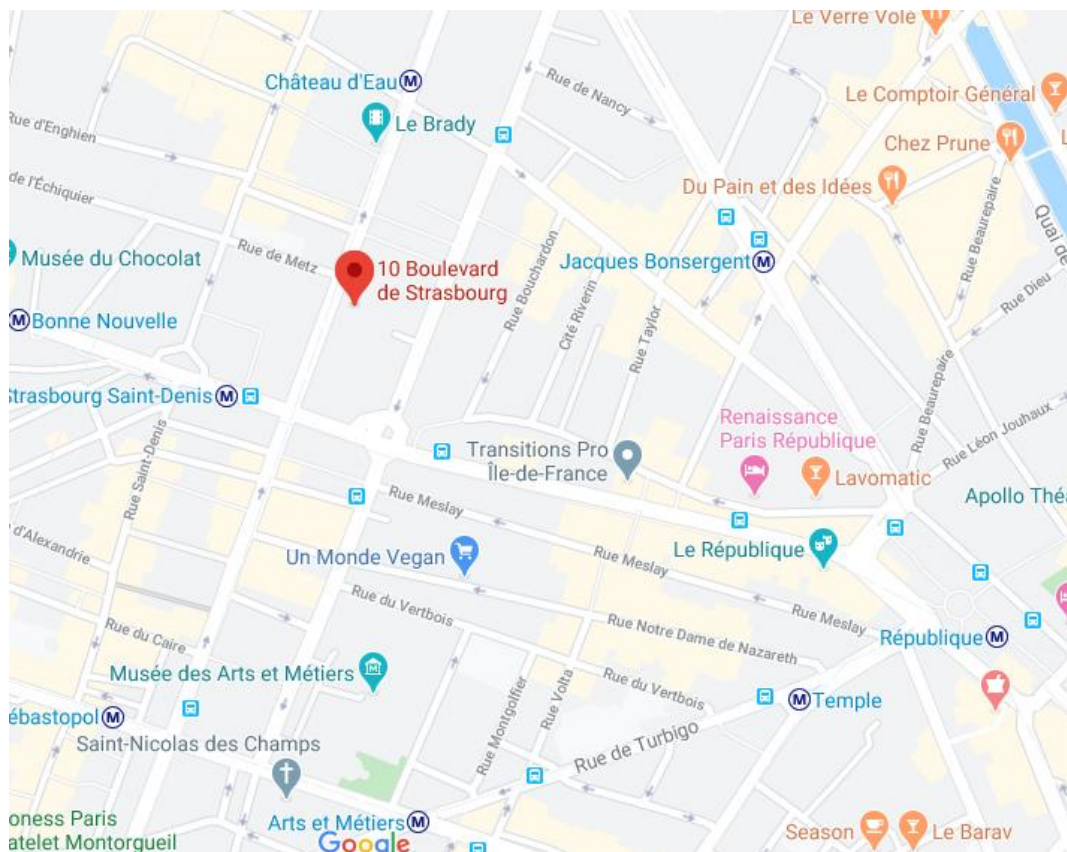 Le Verre Volé
Château d'Eau
M
Rue de Nancy
Le Comptoir Général
Le Brady
Rue d'Enghien
Chez Prune
L
de l'Échiquier
Du Pain et des Idées
Rue Beaurepaire
Quai de
Musée du Chocolat
Rue de Metz
10 Boulevard
de Strasbourg
Rue Bouchardon
Jacques Bonsergent
M
Rue Dieu
M
Bonne Nouvelle
Cité Riverin
Rue Taylor
Strasbourg Saint-Denis
M
Rue Beaurepaire
Rue Léon Jouhaux
Renaissance
Paris République
Transitions Pro
Île-de-France
Lavomatic
Rue Saint-Denis
Rue Meslay
Apollo Théâ
d'Alexandrie
Un Monde Vegan
Rue Meslay
Le République
Rue du Vertbois
Rue Meslay
Rue du Caire
Rue Notre Dame de Nazareth
République
M
Musée des Arts et Métiers
M
Rue du Vertbois
M
Temple
ébastopol
M
Rue Montgolfier
Rue Volta
Rue de Turbigo
Saint-Nicolas des Champs
oness Paris
atelet Montorgueil
Arts et Métiers
M
Google
Season
Le Barav